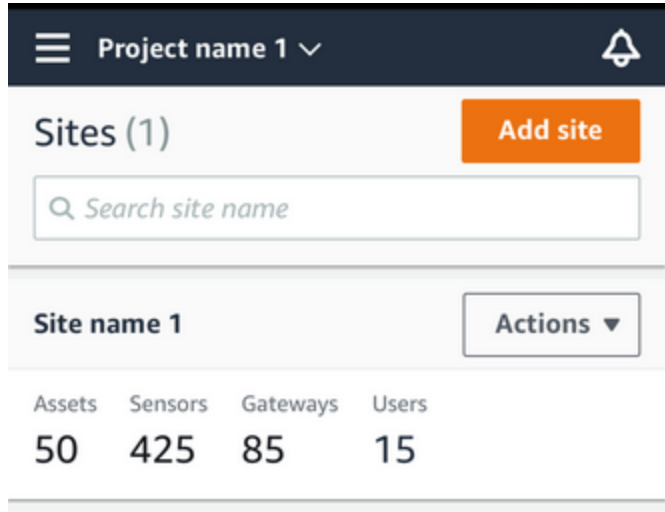 Project name 1
Sites (1)
Add site
Search site name
Site name 1
Actions
Assets Sensors Gateways Users
50 425 85 15